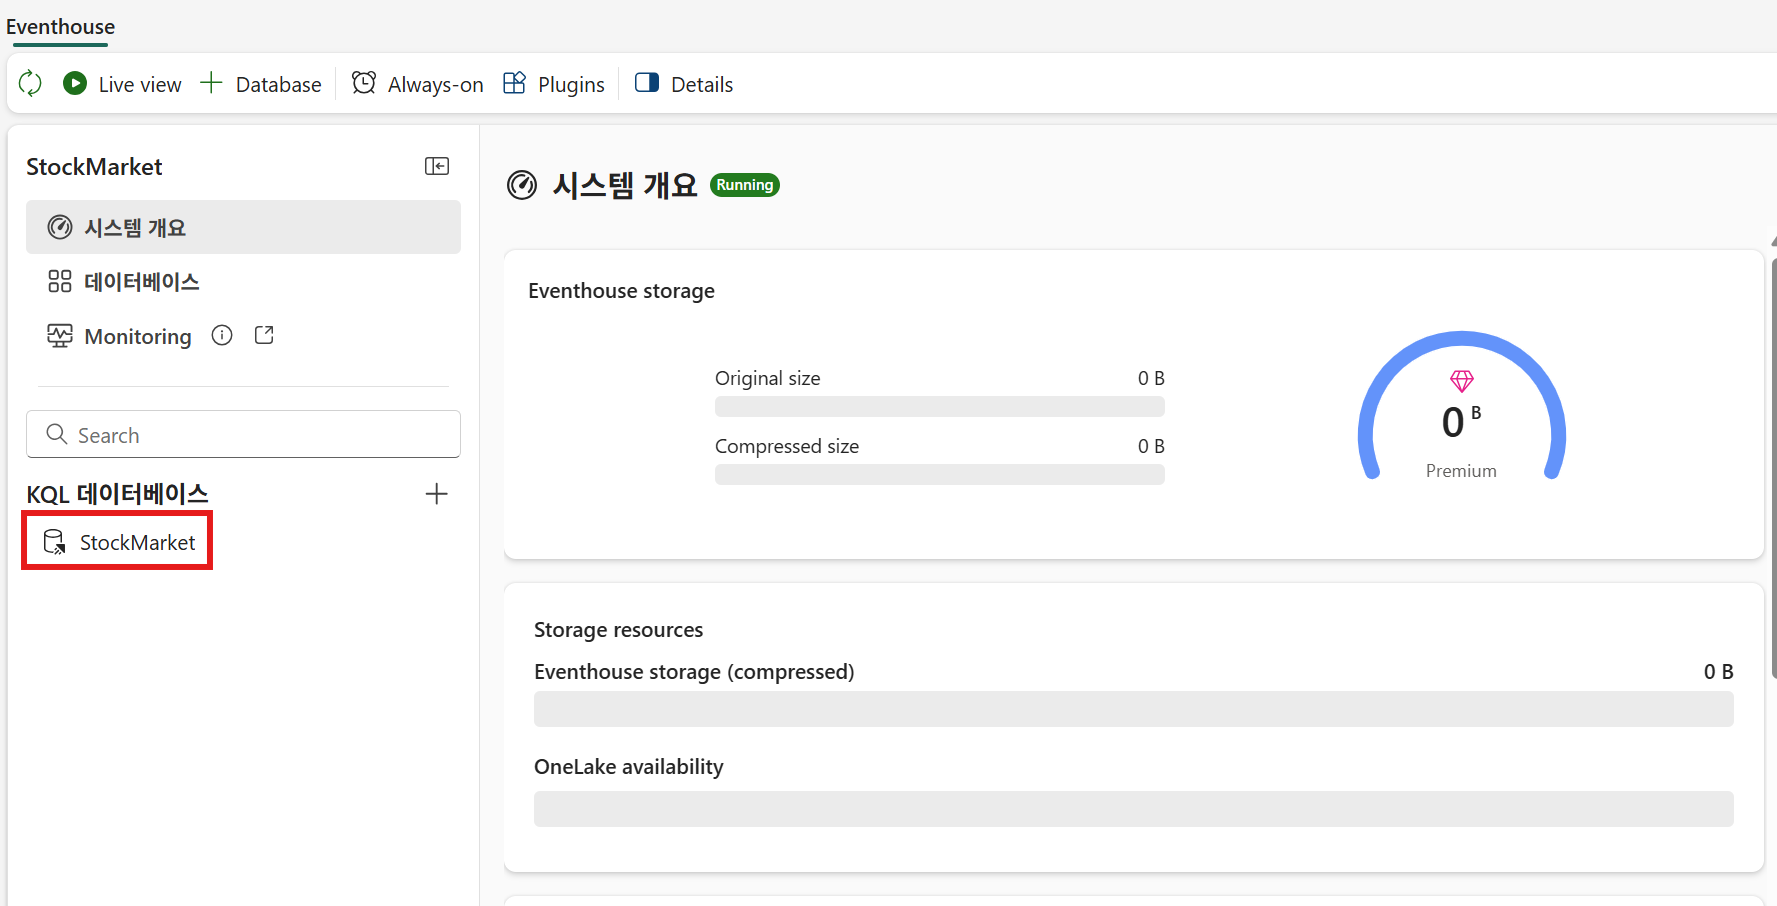 Eventhouse
Live view
Database
Always-on
Plugins
Details
StockMarket
시스템 개요
데이터베이스
Monitoring
Search
KQL 데이터베이스
StockMarket
시스템 개요 Running
Eventhouse storage
Original size 0 B
Compressed size 0 B
0 B
Premium
Storage resources
Eventhouse storage (compressed) 0 B
OneLake availability